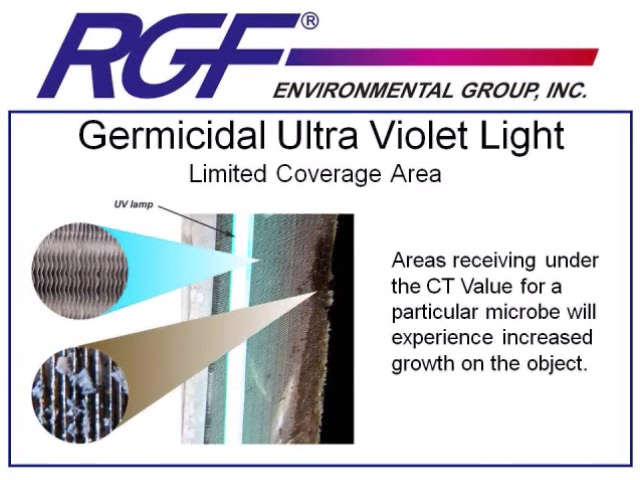 RGF®
ENVIRONMENTAL GROUP, INC.
Germicidal Ultra Violet Light
Limited Coverage Area
UV lamp
Areas receiving under
the CT Value for a
particular microbe will
experience increased
growth on the object.